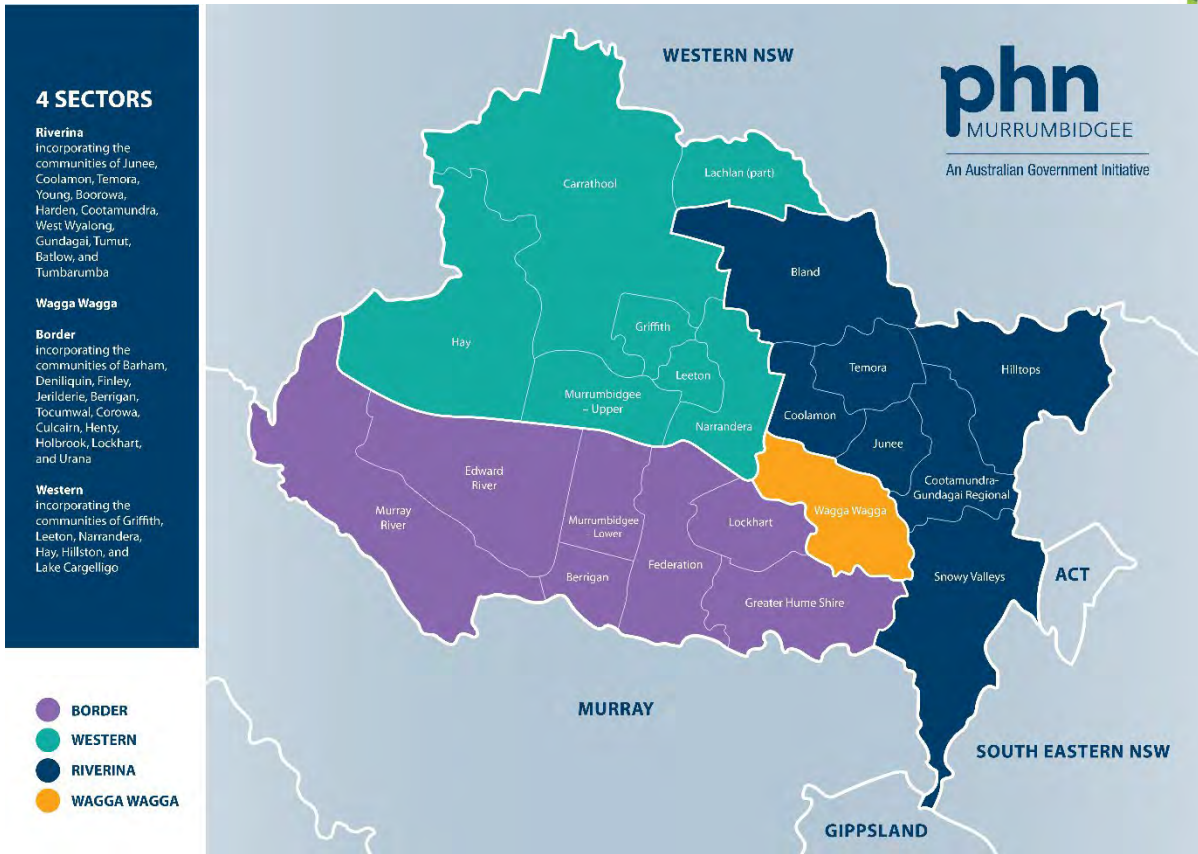 4 SECTORS
Riverina
incorporating the
communities of Junee,
Coolamon, Temora,
Young, Boorowa,
Harden, Cootamundra,
West Wyalong,
Gundagai, Tumut,
Batlow, and
Tumbarumba
Wagga Wagga
Border
incorporating the
communities of Barham,
Deniliquin, Finley,
Jerilderie, Berrigan,
Tocumwal, Corowa,
Culcairn, Henty,
Holbrook, Lockhart,
and Urana
Western
incorporating the
communities of Griffith,
Leeton, Narrandera,
Hay, Hillston, and
Lake Cargelligo
BORDER
WESTERN
RIVERINA
WAGGA WAGGA
WESTERN NSW
phn
MURRUMBIDGEE
An Australian Government Initiative
Carrathool
Lachlan (part)
Bland
Griffith
Hay
Leeton
Temora
Hilltops
Murrumbidgee
– Upper
Narrandera
Coolamon
Junee
Edward
River
Cootamundra-
Gundagai Regional
Murray
River
Murrumbidgee
Lower
Lockhart
Wagga Wagga
Berrigan
Federation
Greater Hume Shire
Snowy Valleys
ACT
MURRAY
SOUTH EASTERN NSW
GIPPSLAND